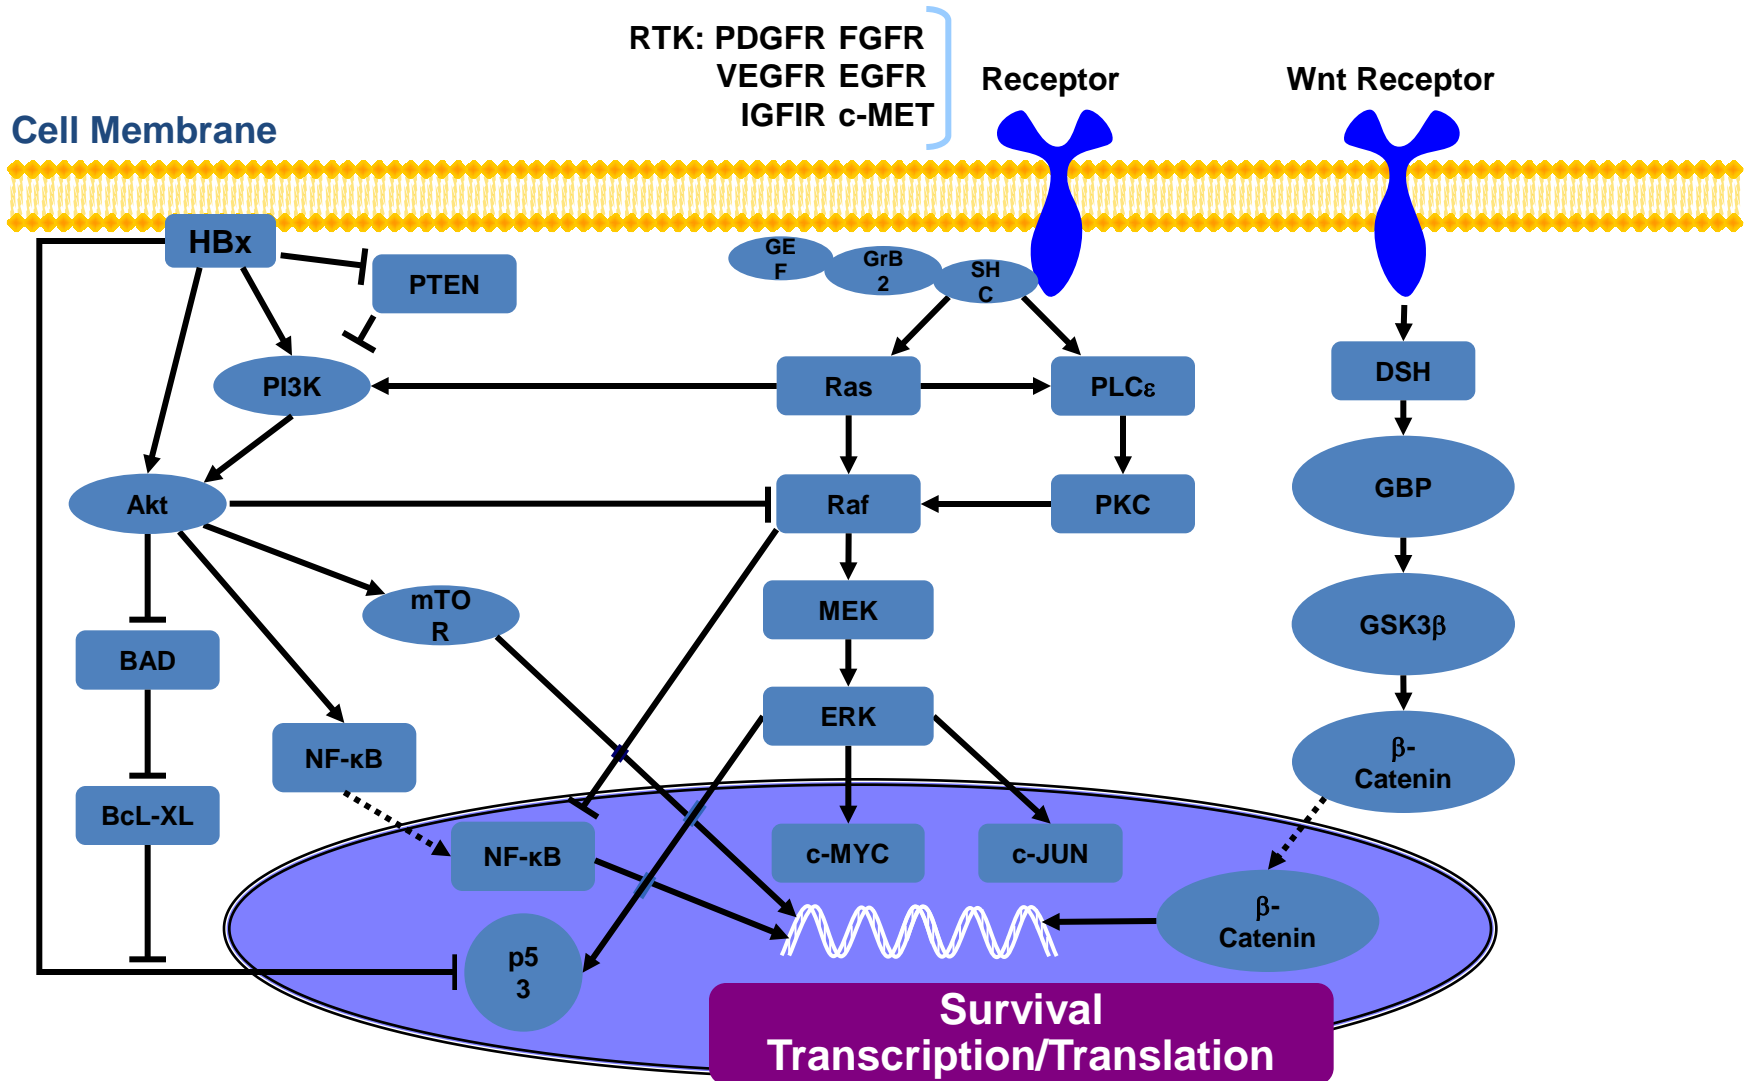 RTK: PDGFR FGFR
VEGFR EGFR
IGFIR c-MET
Receptor
Wnt Receptor
Cell Membrane
HBx
PTEN
GE
F
GrB
2
SH
C
PI3K
Ras
PLCε
DSH
Akt
Raf
PKC
GBP
mTO
R
MEK
GSK3β
BAD
ERK
NF-κB
β-
Catenin
BcL-XL
NF-κB
c-MYC
c-JUN
β-
Catenin
p5
3
Survival
Transcription/Translation